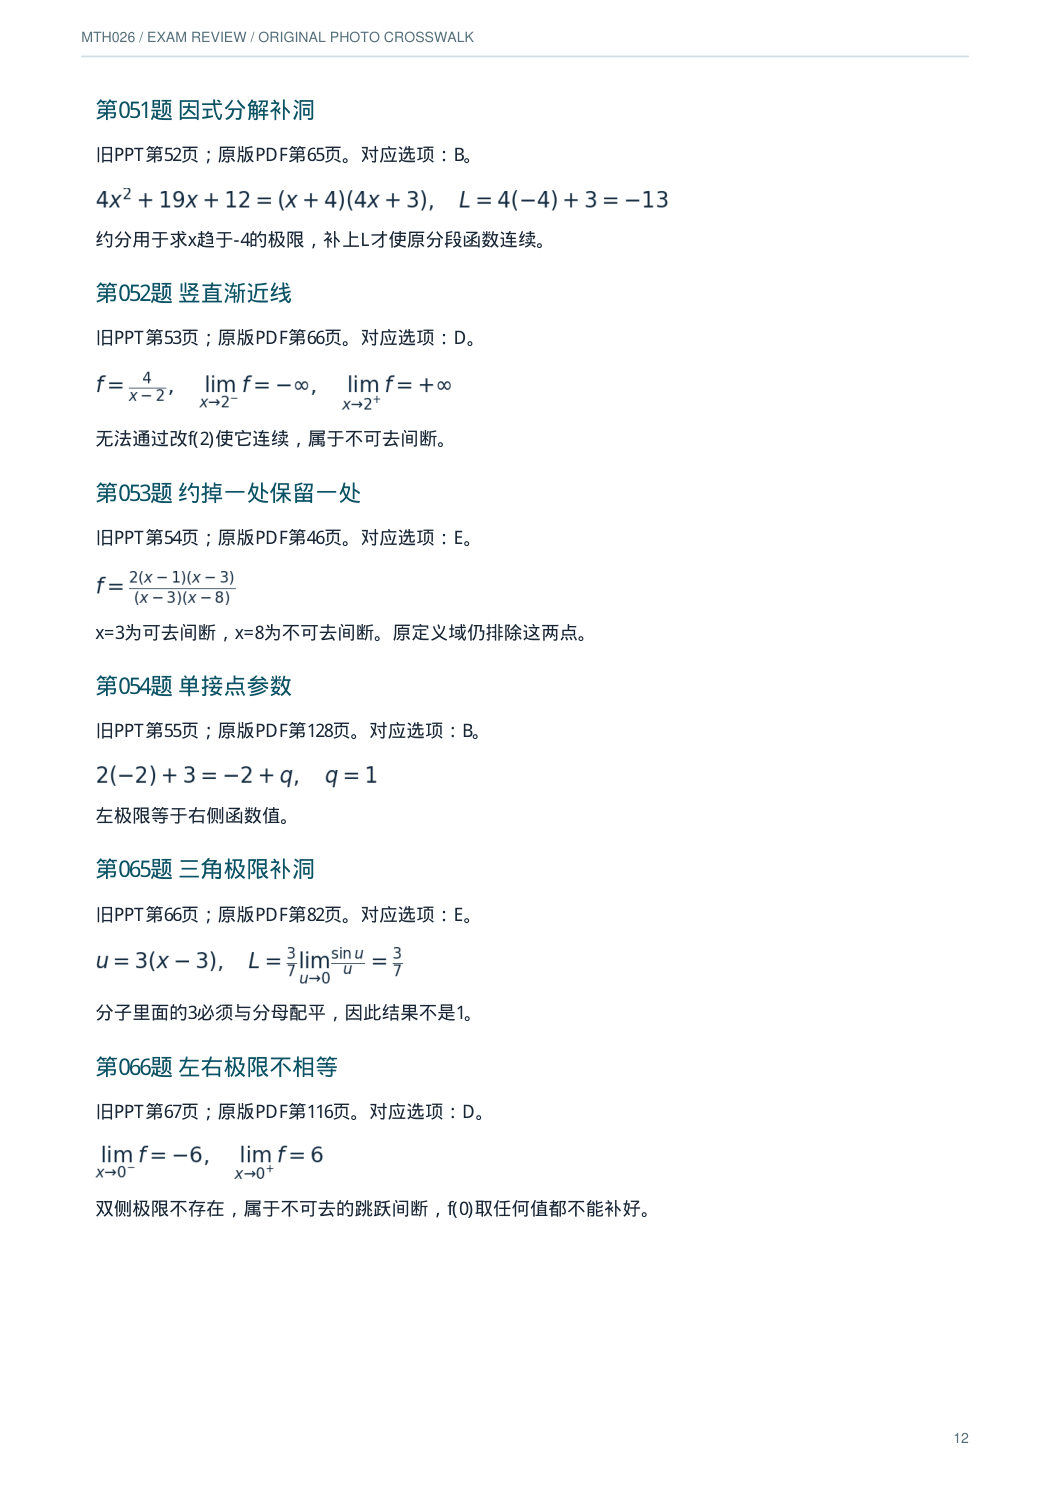 MTH026 / EXAM REVIEW / ORIGINAL PHOTO CROSSWALK
第051题 因式分解补洞
旧PPT第52页；原版PDF第65页。对应选项：B。
4x² + 19x + 12 = (x + 4)(4x + 3),   L = 4(−4) + 3 = −13
约分用于求x趋于-4的极限，补上L才使原分段函数连续。
第052题 竖直渐近线
旧PPT第53页；原版PDF第66页。对应选项：D。
f = 4/(x − 2),   lim x→2⁻ f = −∞,   lim x→2⁺ f = +∞
无法通过改f(2)使它连续，属于不可去间断。
第053题 约掉一处保留一处
旧PPT第54页；原版PDF第46页。对应选项：E。
f = 2(x − 1)(x − 3)/(x − 3)(x − 8)
x=3为可去间断，x=8为不可去间断。原定义域仍排除这两点。
第054题 单接点参数
旧PPT第55页；原版PDF第128页。对应选项：B。
2(−2) + 3 = −2 + q,   q = 1
左极限等于右侧函数值。
第065题 三角极限补洞
旧PPT第66页；原版PDF第82页。对应选项：E。
u = 3(x − 3),   L = 3/7 lim u→0 sin u/u = 3/7
分子里面的3必须与分母配平，因此结果不是1。
第066题 左右极限不相等
旧PPT第67页；原版PDF第116页。对应选项：D。
lim x→0⁻ f = −6,   lim x→0⁺ f = 6
双侧极限不存在，属于不可去的跳跃间断，f(0)取任何值都不能补好。
12